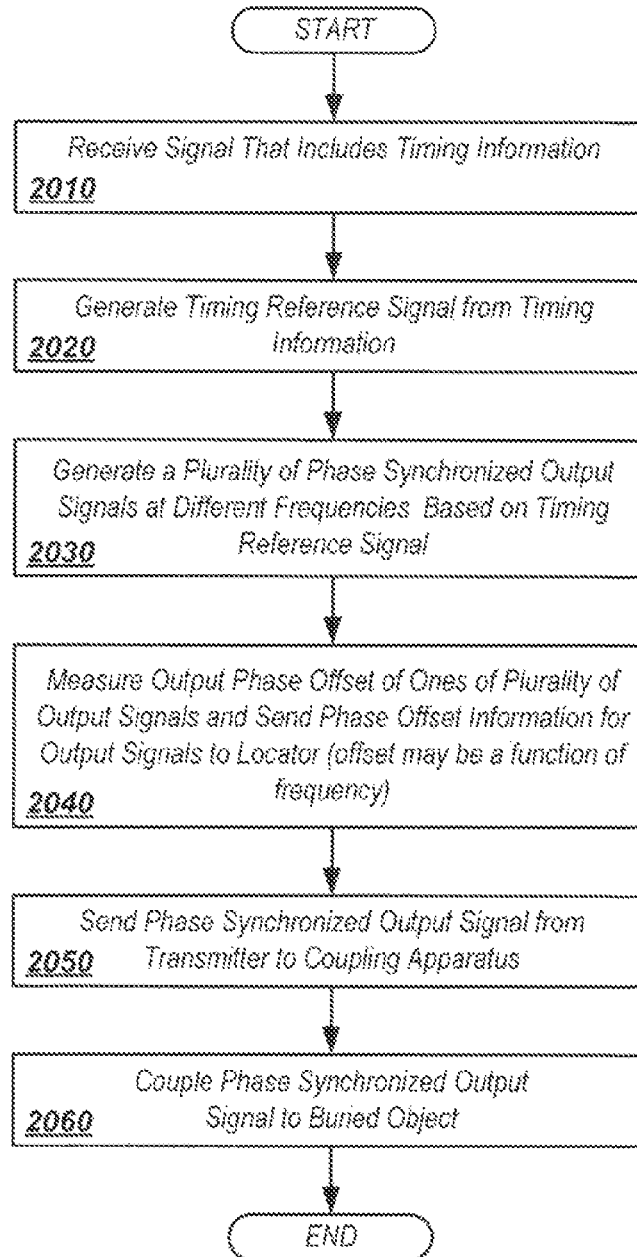 START
Receive Signal That Includes Timing Information
2010
Generate Timing Reference Signal from Timing
Information
2020
Generate a Plurality of Phase Synchronized Output
Signals at Different Frequencies Based on Timing
Reference Signal
2030
Measure Output Phase Offset of Ones of Plurality of
Output Signals and Send Phase Offset Information for
Output Signals to Locator (offset may be a function of
frequency)
2040
Send Phase Synchronized Output Signal from
Transmitter to Coupling Apparatus
2050
Couple Phase Synchronized Output
Signal to Buried Object
2060
END